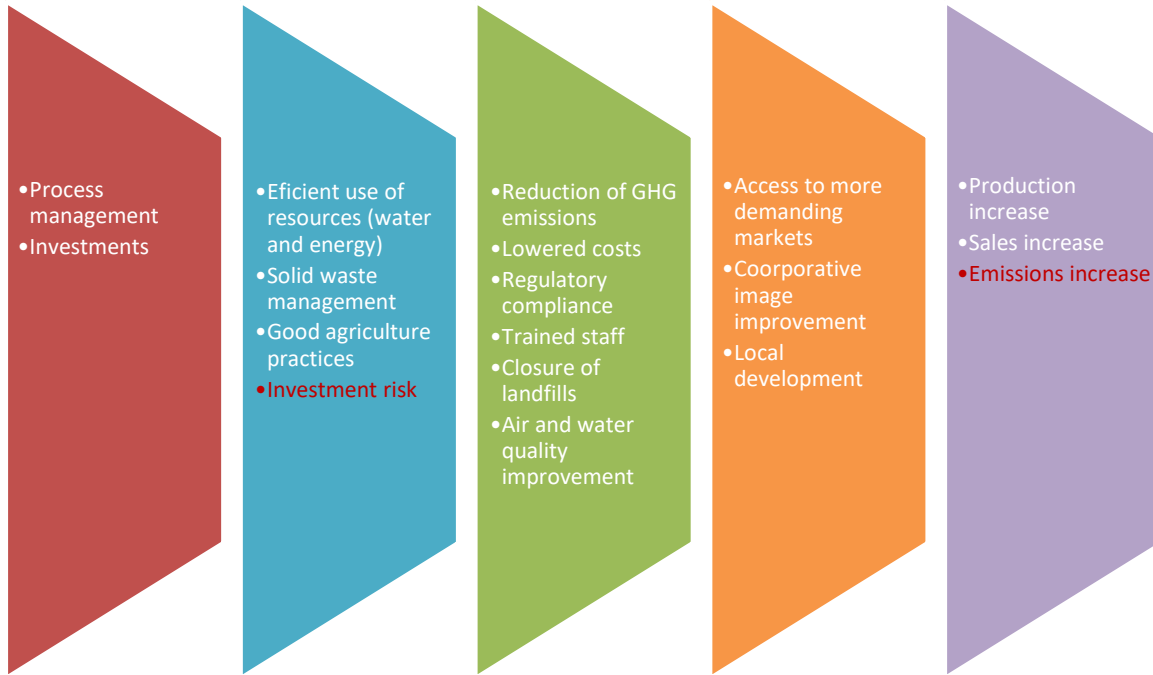 •Process
management
•Investments
•Eficient use of
resources (water
and energy)
•Solid waste
management
•Good agriculture
practices
•Investment risk
•Reduction of GHG
emissions
•Lowered costs
•Regulatory
compliance
•Trained staff
•Closure of
landfills
•Air and water
quality
improvement
•Access to more
demanding
markets
•Coorporative
image
improvement
•Local
development
•Production
increase
•Sales increase
•Emissions increase